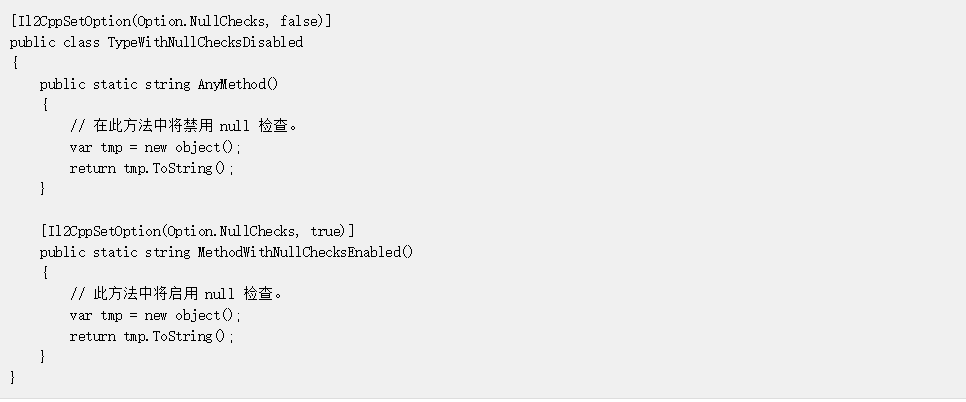 [Il2CppSetOption(Option.NullChecks, false)]
public class TypeWithNullChecksDisabled
{
    public static string AnyMethod()
    {
        // 在此方法中将禁用 null 检查。
        var tmp = new object();
        return tmp.ToString();
    }

    [Il2CppSetOption(Option.NullChecks, true)]
    public static string MethodWithNullChecksEnabled()
    {
        // 此方法中将启用 null 检查。
        var tmp = new object();
        return tmp.ToString();
    }
}